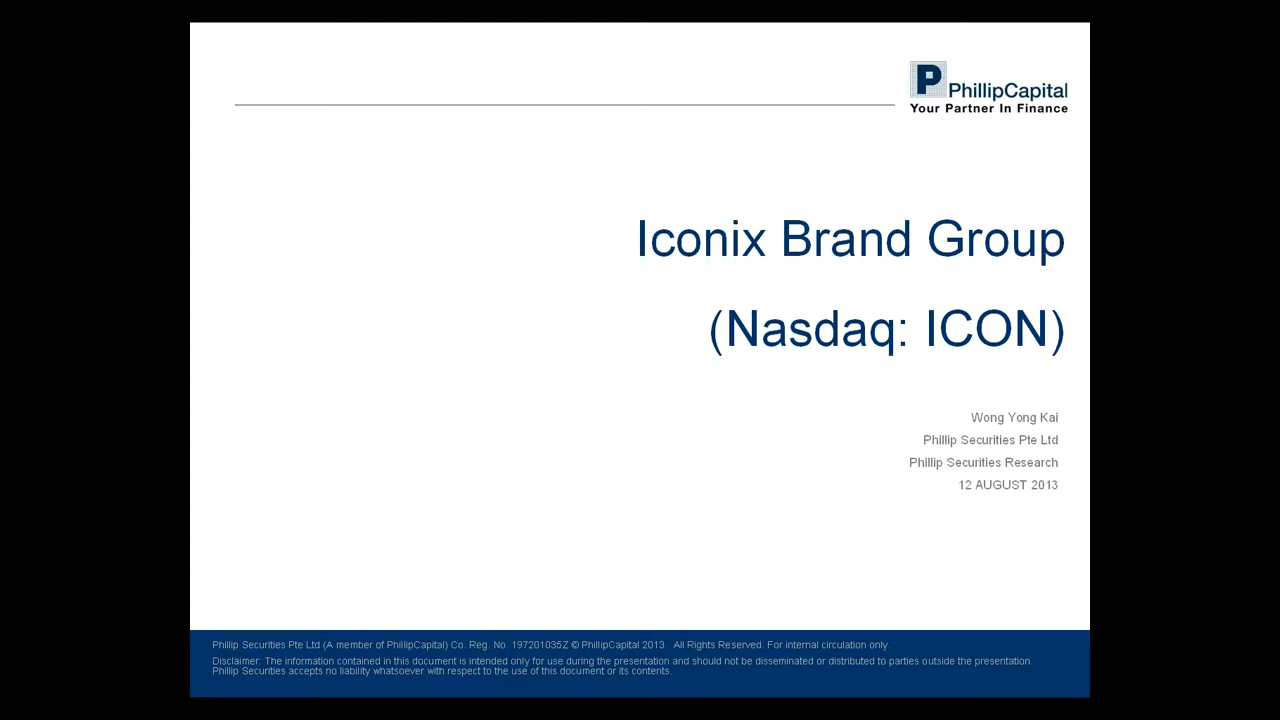 P PhillipCapital
Your Partner In Finance
Iconix Brand Group
(Nasdaq: ICON)
Wong Yong Kai
Phillip Securities Pte Ltd
Phillip Securities Research
12 AUGUST 2013
Phillip Securities Pte Ltd (A member of PhillipCapital) Co. Reg. No. 197201035Z © PhillipCapital 2013. All Rights Reserved. For internal circulation only.
Disclaimer: The information contained in this document is intended only for use during the presentation and should not be disseminated or distributed to parties outside the presentation.
Phillip Securities accepts no liability whatsoever with respect to the use of this document or its contents.